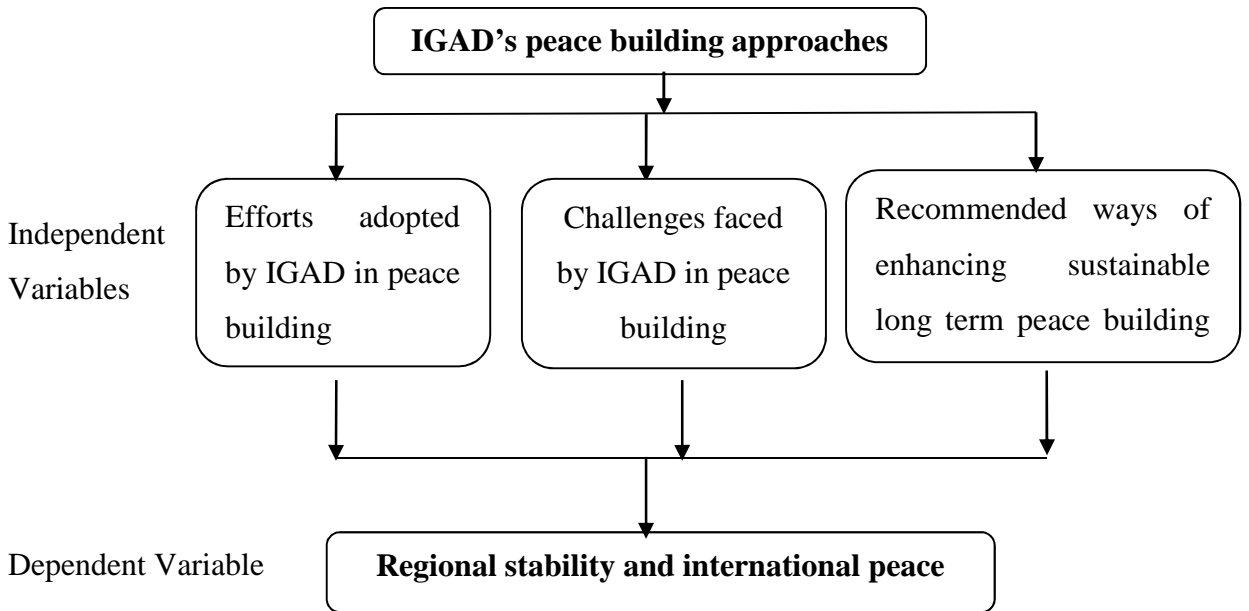 IGAD’s peace building approaches
Independent
Variables
Efforts adopted
by IGAD in peace
building
Challenges faced
by IGAD in peace
building
Recommended ways of
enhancing sustainable
long term peace building
Dependent Variable
Regional stability and international peace